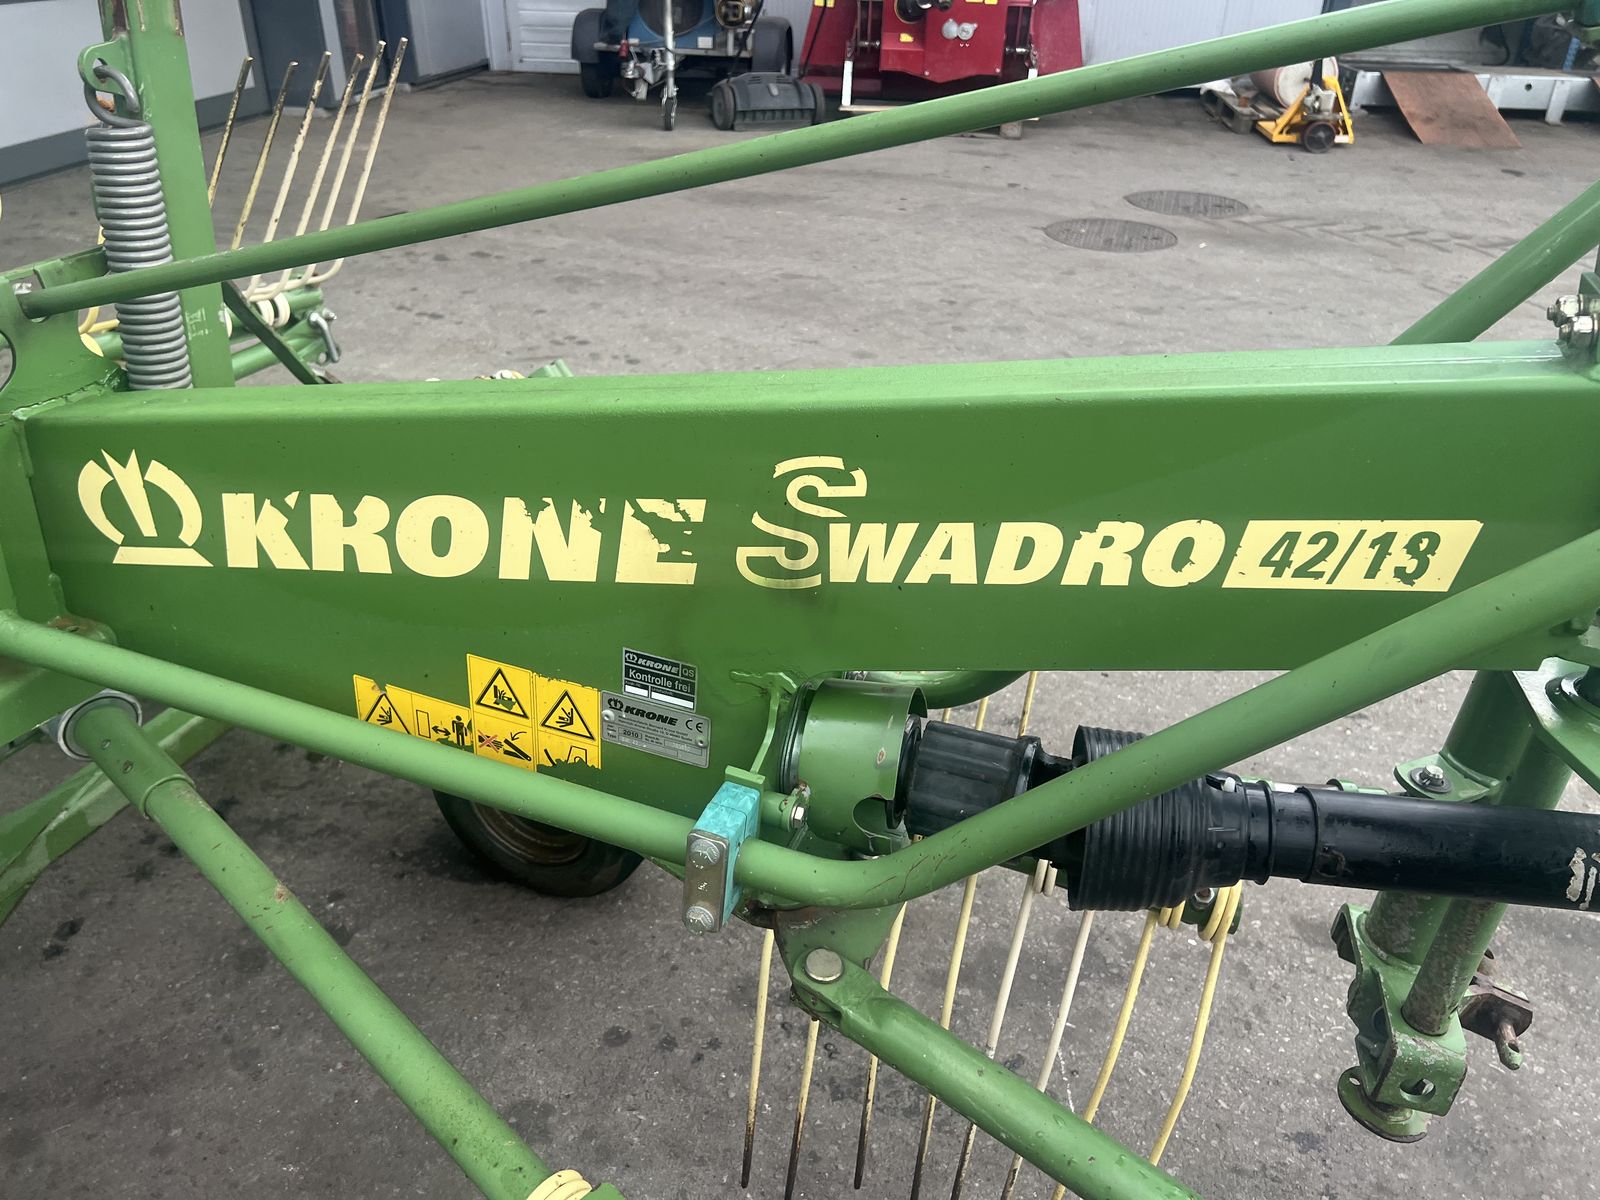 KRONE SWADRO 42/13
KRONE QS
Kontrolle frei
KRONE CE
2010